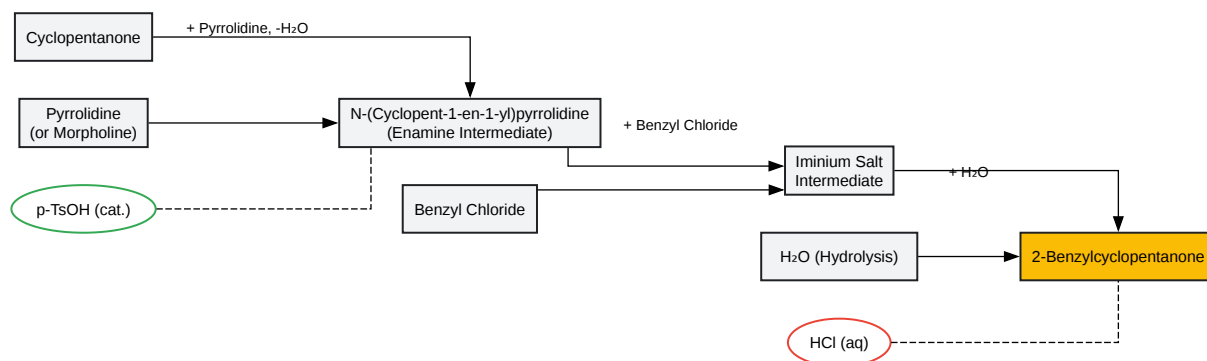 Cyclopentanone
+ Pyrrolidine, -H₂O
Pyrrolidine
(or Morpholine)
N-(Cyclopent-1-en-1-yl)pyrrolidine
(Enamine Intermediate)
+ Benzyl Chloride
Iminium Salt
Intermediate
+ H₂O
p-TsOH (cat.)
Benzyl Chloride
H₂O (Hydrolysis)
2-Benzylcyclopentanone
HCl (aq)